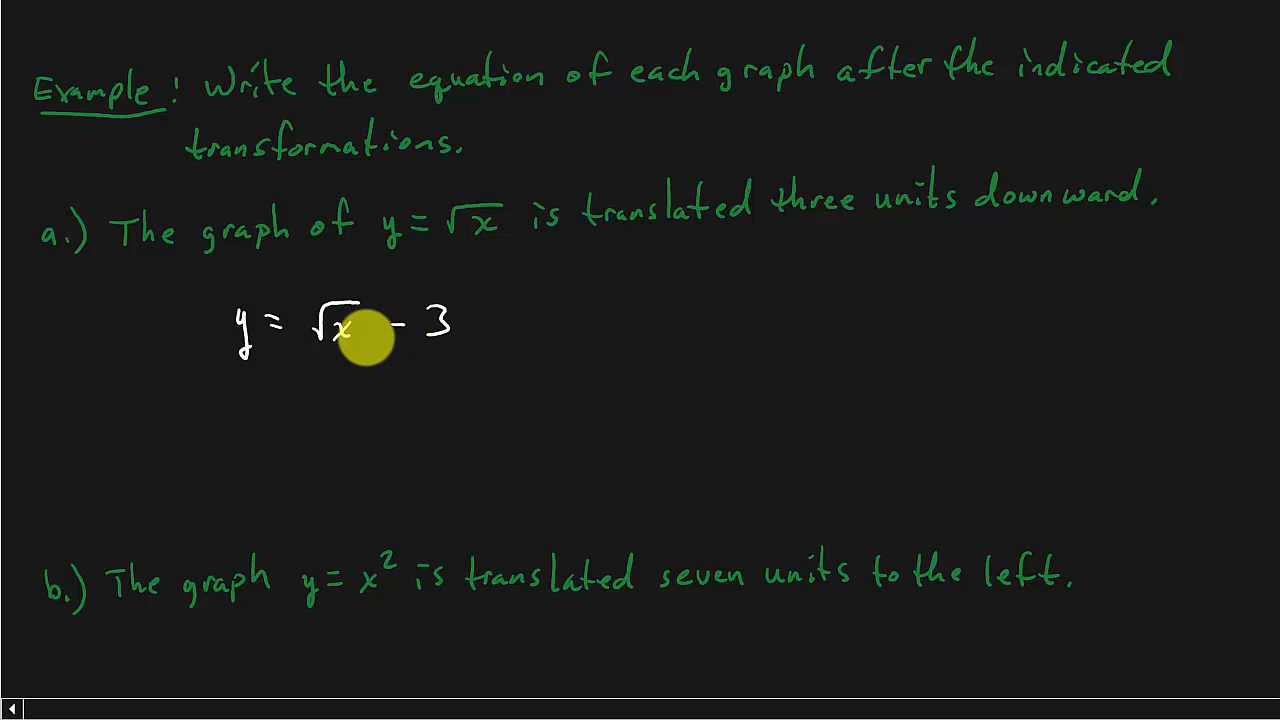 Example! Write the equation of each graph after the indicated
transformations.
a.) The graph of y = √x is translated three units downward.
y = √x - 3
b.) The graph y = x² is translated seven units to the left.